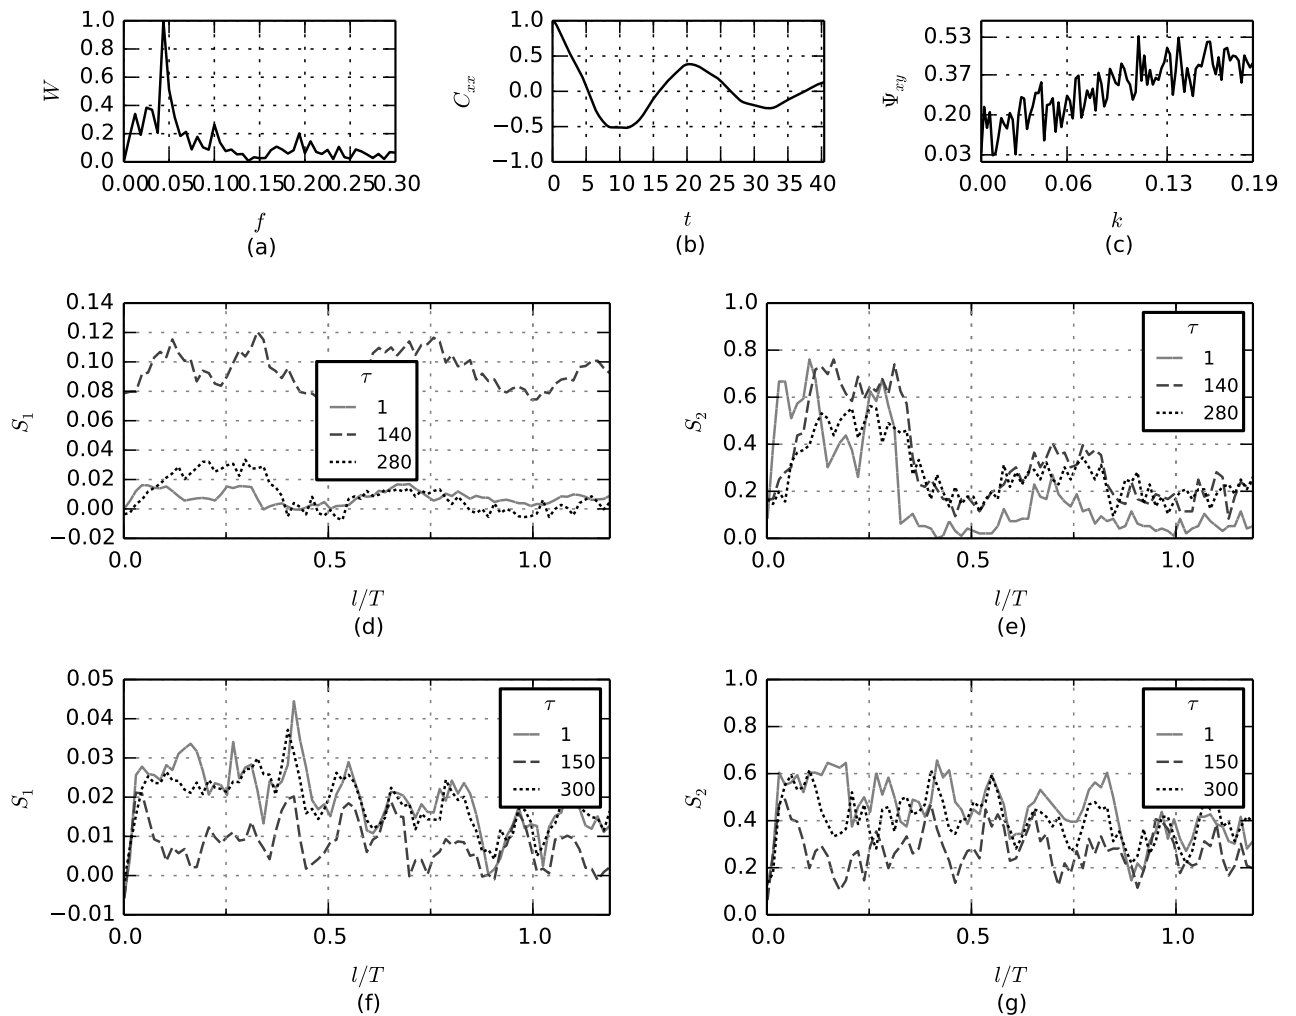 1.0
0.8
0.6
0.4
0.2
0.0
W
0.00 0.05 0.10 0.15 0.20 0.25 0.30
f
(a)
1.0
0.5
0.0
−0.5
−1.0
C_xx
0 5 10 15 20 25 30 35 40
t
(b)
0.53
0.37
0.20
0.03
Ψ_xy
0.00 0.06 0.13 0.19
k
(c)
0.14
0.12
0.10
0.08
0.06
0.04
0.02
0.00
−0.02
S_1
τ
1
140
280
0.0 0.5 1.0
l/T
(d)
1.0
0.8
0.6
0.4
0.2
0.0
S_2
τ
1
140
280
0.0 0.5 1.0
l/T
(e)
0.05
0.04
0.03
0.02
0.01
0.00
−0.01
S_1
τ
1
150
300
0.0 0.5 1.0
l/T
(f)
1.0
0.8
0.6
0.4
0.2
0.0
S_2
τ
1
150
300
0.0 0.5 1.0
l/T
(g)